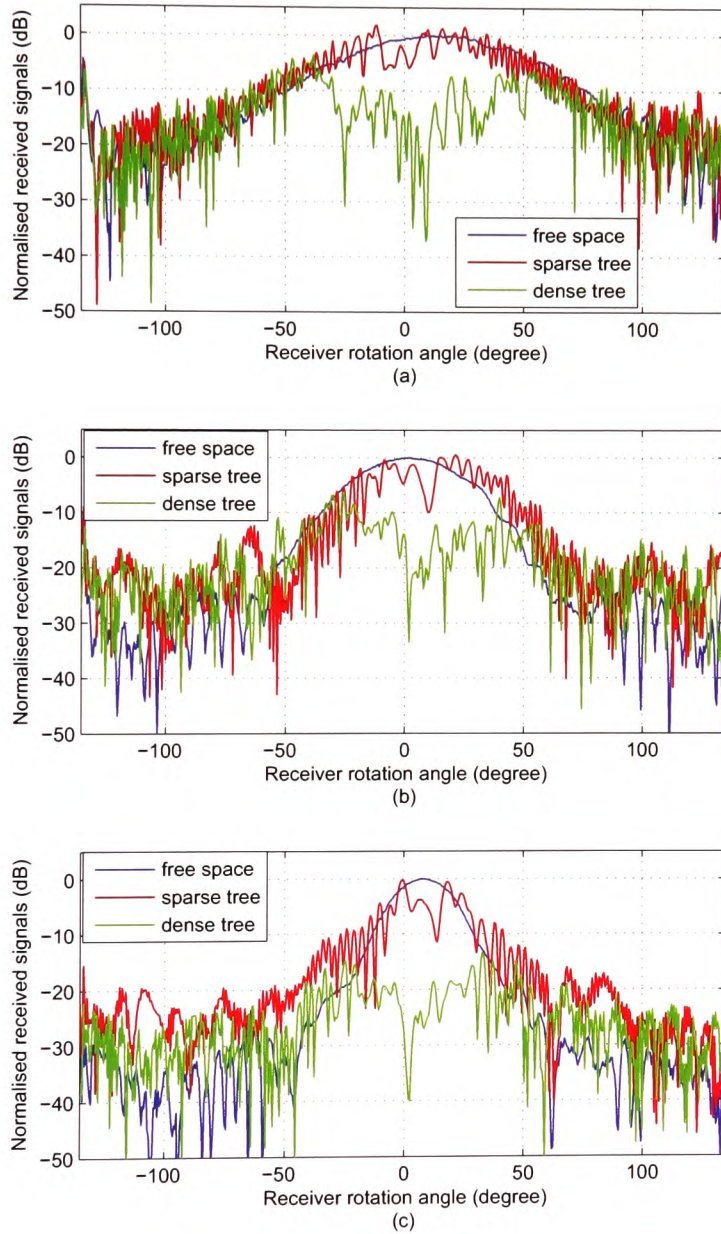 Normalised received signals (dB)
0
−10
−20
−30
−40
−50
free space
sparse tree
dense tree
−100
−50
0
50
100
Receiver rotation angle (degree)
(a)
Normalised received signals (dB)
0
−10
−20
−30
−40
−50
free space
sparse tree
dense tree
−100
−50
0
50
100
Receiver rotation angle (degree)
(b)
Normalised received signals (dB)
0
−10
−20
−30
−40
−50
free space
sparse tree
dense tree
−100
−50
0
50
100
Receiver rotation angle (degree)
(c)